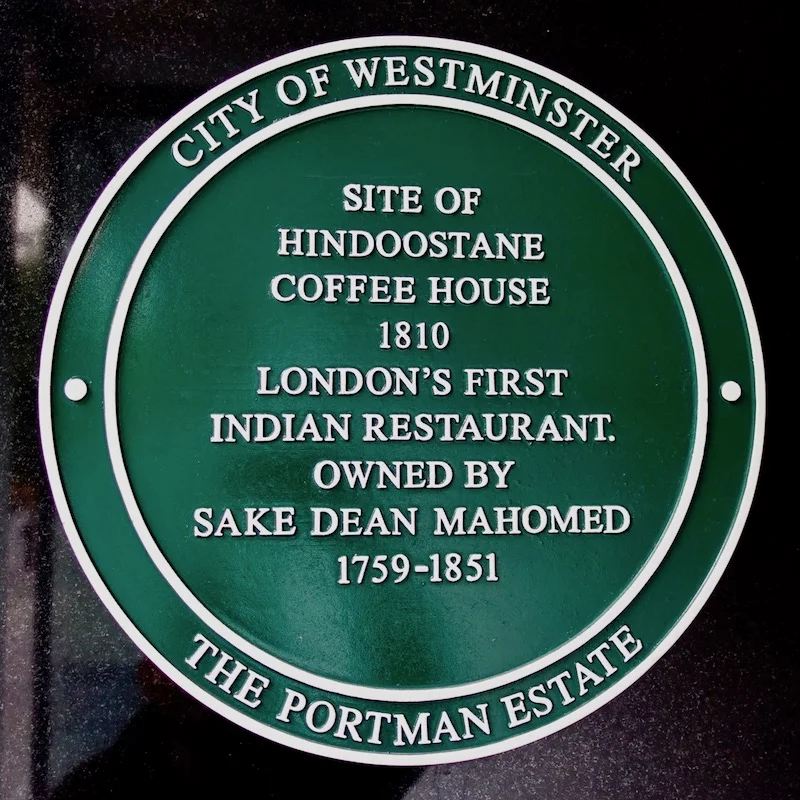 CITY OF WESTMINSTER
SITE OF
HINDOOSTANE
COFFEE HOUSE
1810
LONDON'S FIRST
INDIAN RESTAURANT.
OWNED BY
SAKE DEAN MAHOMED
1759-1851
THE PORTMAN ESTATE